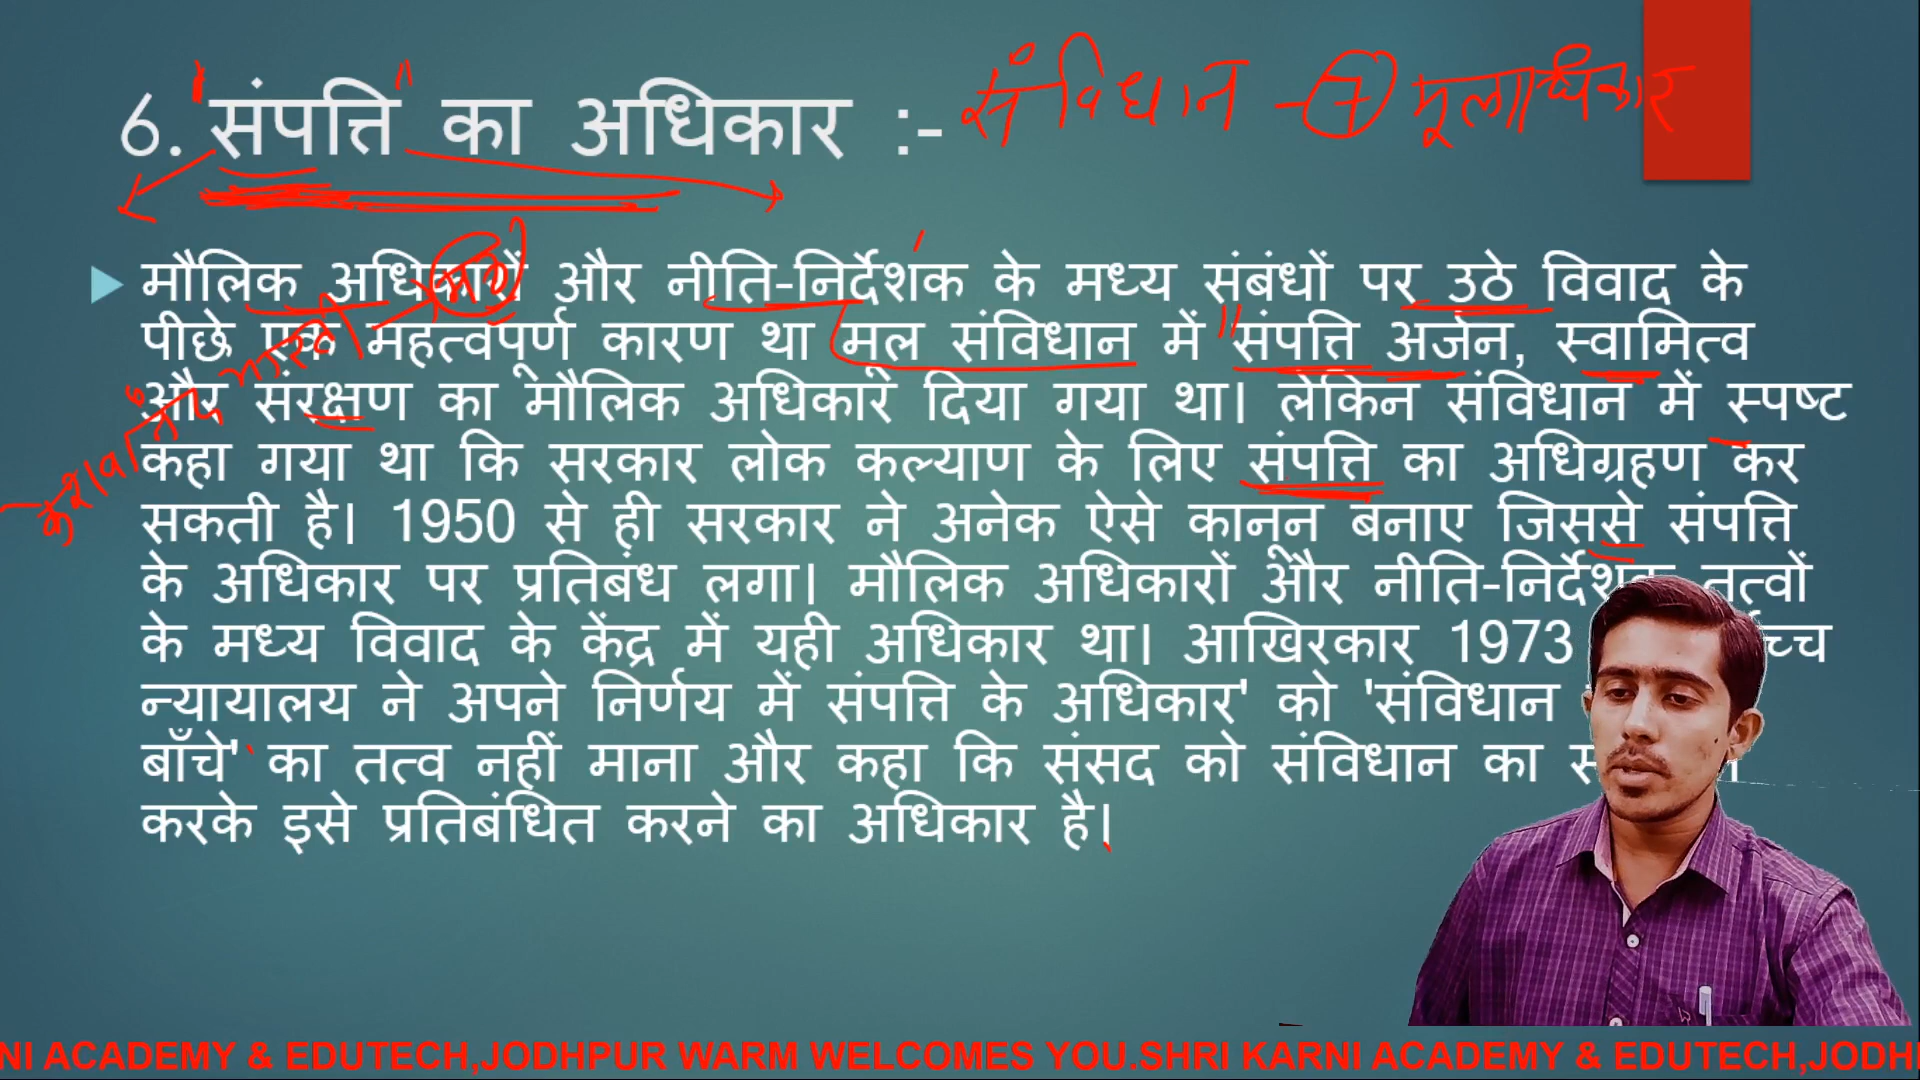 6. संपत्ति का अधिकार :-
संविधान - 7 मूलाधिकार
मौलिक अधिकारों और नीति-निर्देशक के मध्य संबंधों पर उठे विवाद के
पीछे एक महत्वपूर्ण कारण था मूल संविधान में संपत्ति अर्जन, स्वामित्व
और संरक्षण का मौलिक अधिकार दिया गया था। लेकिन संविधान में स्पष्ट
कहा गया था कि सरकार लोक कल्याण के लिए संपत्ति का अधिग्रहण कर
सकती है। 1950 से ही सरकार ने अनेक ऐसे कानून बनाए जिससे संपत्ति
के अधिकार पर प्रतिबंध लगा। मौलिक अधिकारों और नीति-निर्देशक तत्वों
के मध्य विवाद के केंद्र में यही अधिकार था। आखिरकार 1973
न्यायालय ने अपने निर्णय में संपत्ति के अधिकार' को 'संविधान
बाँचे' का तत्व नहीं माना और कहा कि संसद को संविधान का
करके इसे प्रतिबंधित करने का अधिकार है।
केशवानंद भारती
NI ACADEMY & EDUTECH,JODHPUR WARM WELCOMES YOU.SHRI KARNI ACADEMY & EDUTECH,JODH